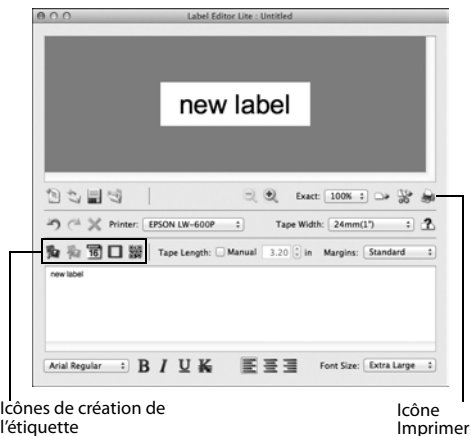 Label Editor Lite : Untitled
new label
Exact: 100%
Printer: EPSON LW-600P Tape Width: 24mm(1")
16 Tape Length: Manual 3.20 in Margins: Standard
new label
Arial Regular B I U K Font Size: Extra Large
Icônes de création de
l'étiquette
Icône
Imprimer